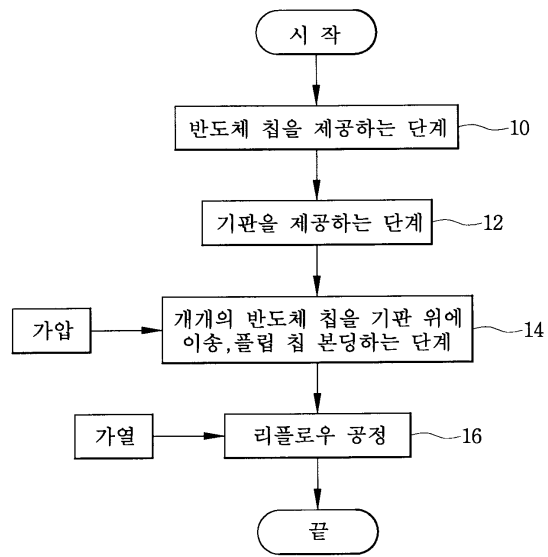 시 작
반도체 칩을 제공하는 단계
10
기판을 제공하는 단계
12
가압
개개의 반도체 칩을 기판 위에
이송,플립 칩 본딩하는 단계
14
가열
리플로우 공정
16
끝